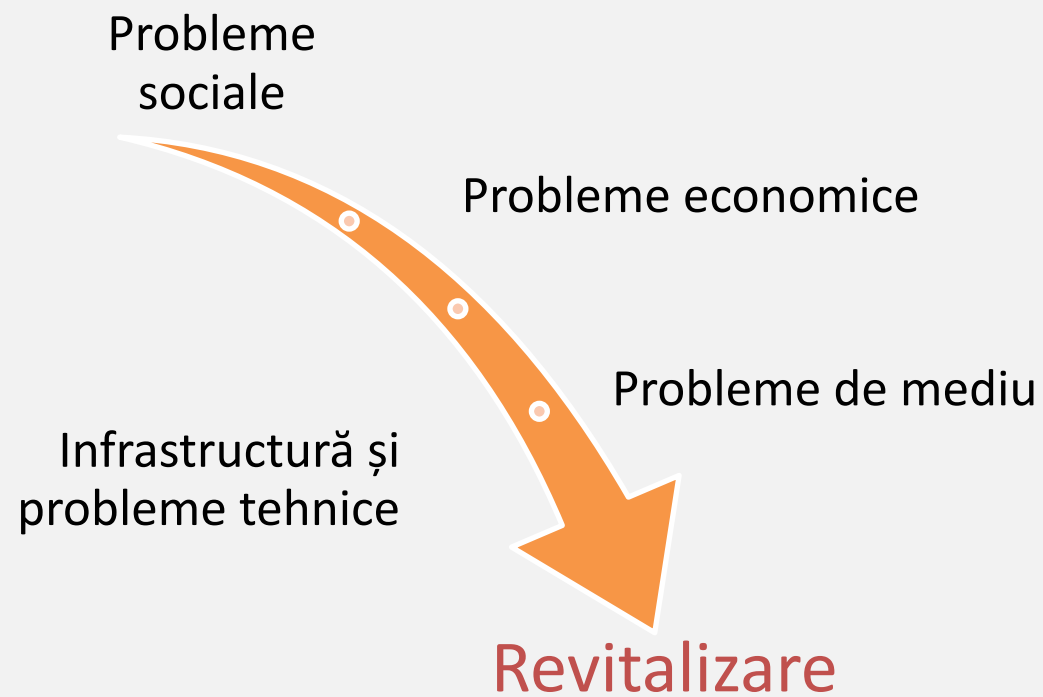 Probleme
sociale
Probleme economice
Probleme de mediu
Infrastructură și
probleme tehnice
Revitalizare